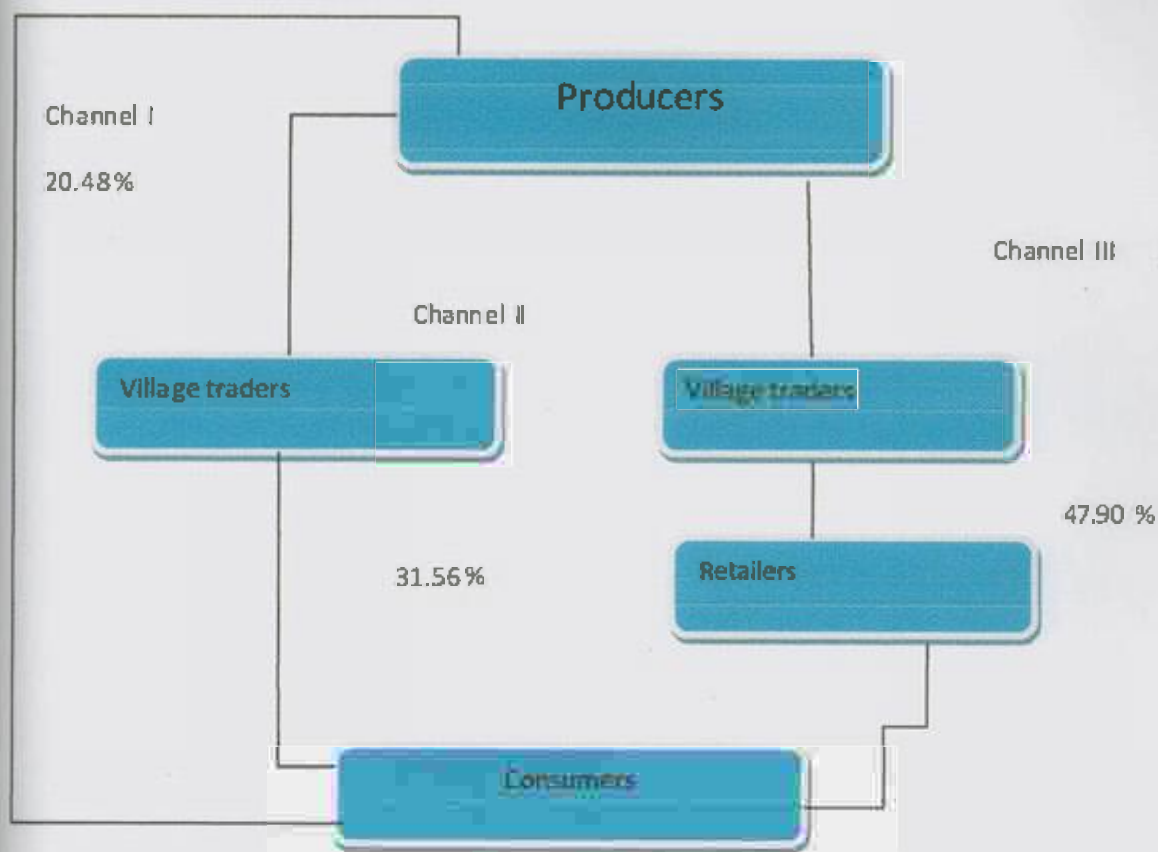 Producers
Channel I
20.48%
Channel III
Channel II
Village traders
Village traders
47.90 %
Retailers
31.56%
Consumers